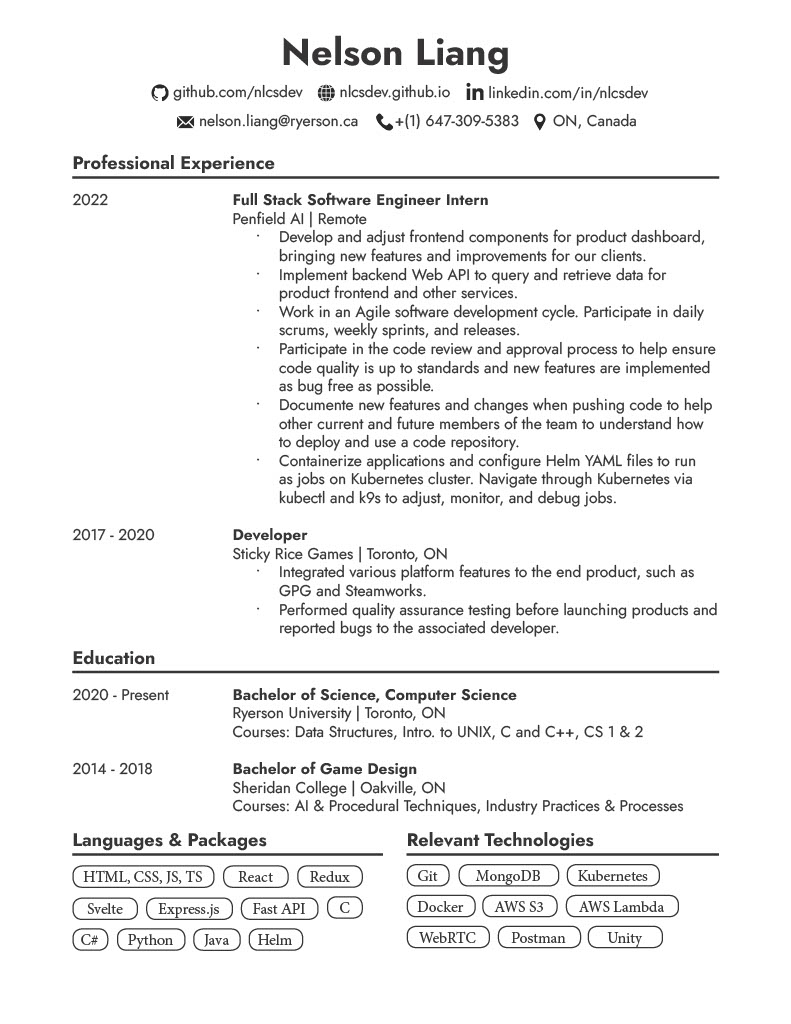 Nelson Liang
github.com/nlcsdev nlcsdev.github.io linkedin.com/in/nlcsdev
nelson.liang@ryerson.ca +(1) 647-309-5383 ON, Canada
Professional Experience
2022 Full Stack Software Engineer Intern
Penfield AI | Remote
· Develop and adjust frontend components for product dashboard,
bringing new features and improvements for our clients.
· Implement backend Web API to query and retrieve data for
product frontend and other services.
· Work in an Agile software development cycle. Participate in daily
scrums, weekly sprints, and releases.
· Participate in the code review and approval process to help ensure
code quality is up to standards and new features are implemented
as bug free as possible.
· Documente new features and changes when pushing code to help
other current and future members of the team to understand how
to deploy and use a code repository.
· Containerize applications and configure Helm YAML files to run
as jobs on Kubernetes cluster. Navigate through Kubernetes via
kubectl and k9s to adjust, monitor, and debug jobs.
2017 - 2020 Developer
Sticky Rice Games | Toronto, ON
· Integrated various platform features to the end product, such as
GPG and Steamworks.
· Performed quality assurance testing before launching products and
reported bugs to the associated developer.
Education
2020 - Present Bachelor of Science, Computer Science
Ryerson University | Toronto, ON
Courses: Data Structures, Intro. to UNIX, C and C++, CS 1 & 2
2014 - 2018 Bachelor of Game Design
Sheridan College | Oakville, ON
Courses: AI & Procedural Techniques, Industry Practices & Processes
Languages & Packages
HTML, CSS, JS, TS React Redux
Svelte Express.js Fast API C
C# Python Java Helm
Relevant Technologies
Git MongoDB Kubernetes
Docker AWS S3 AWS Lambda
WebRTC Postman Unity